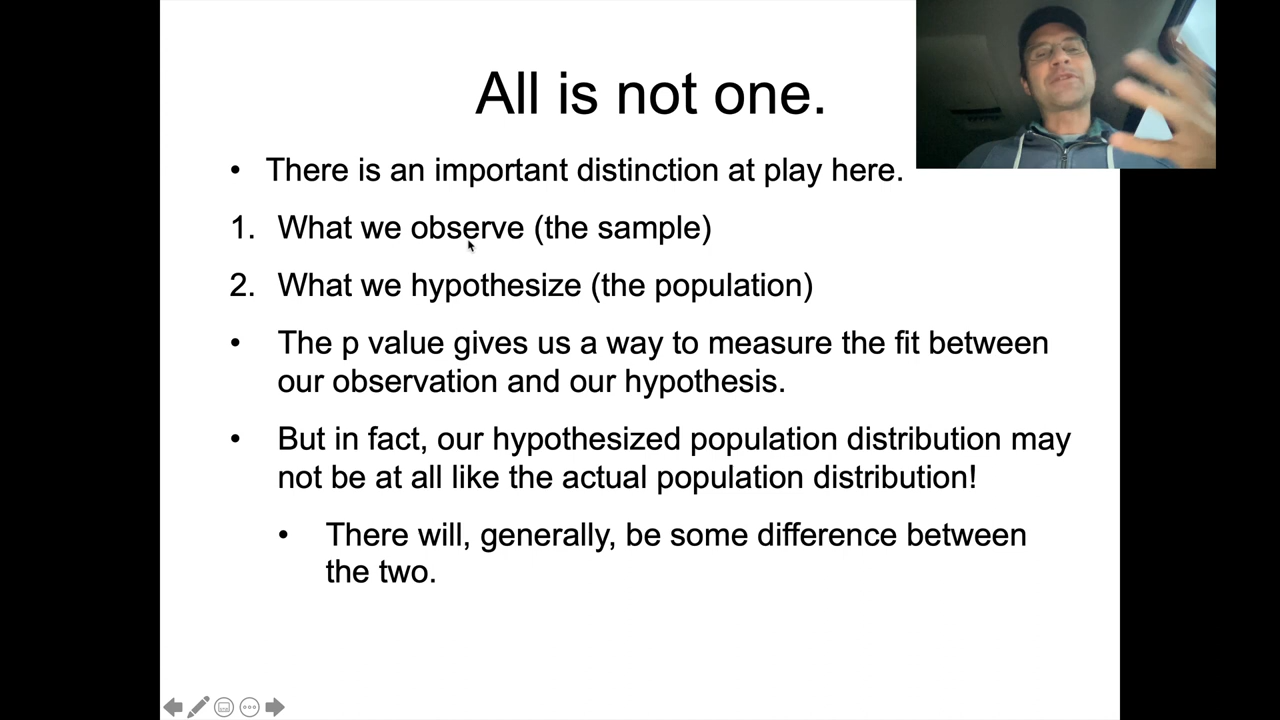 All is not one.
• There is an important distinction at play here.
1. What we observe (the sample)
2. What we hypothesize (the population)
• The p value gives us a way to measure the fit between
our observation and our hypothesis.
• But in fact, our hypothesized population distribution may
not be at all like the actual population distribution!
• There will, generally, be some difference between
the two.